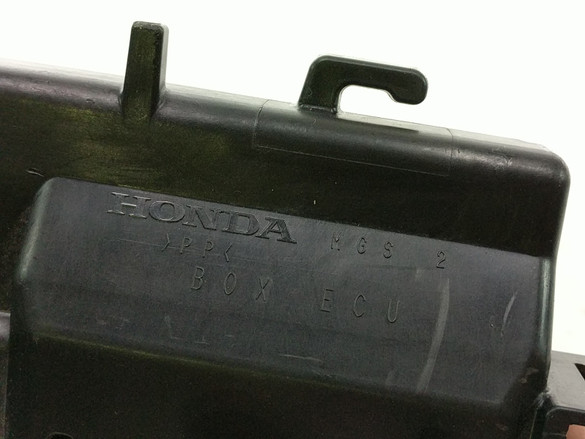 HONDA MGS 2
>PP<
BOX ECU